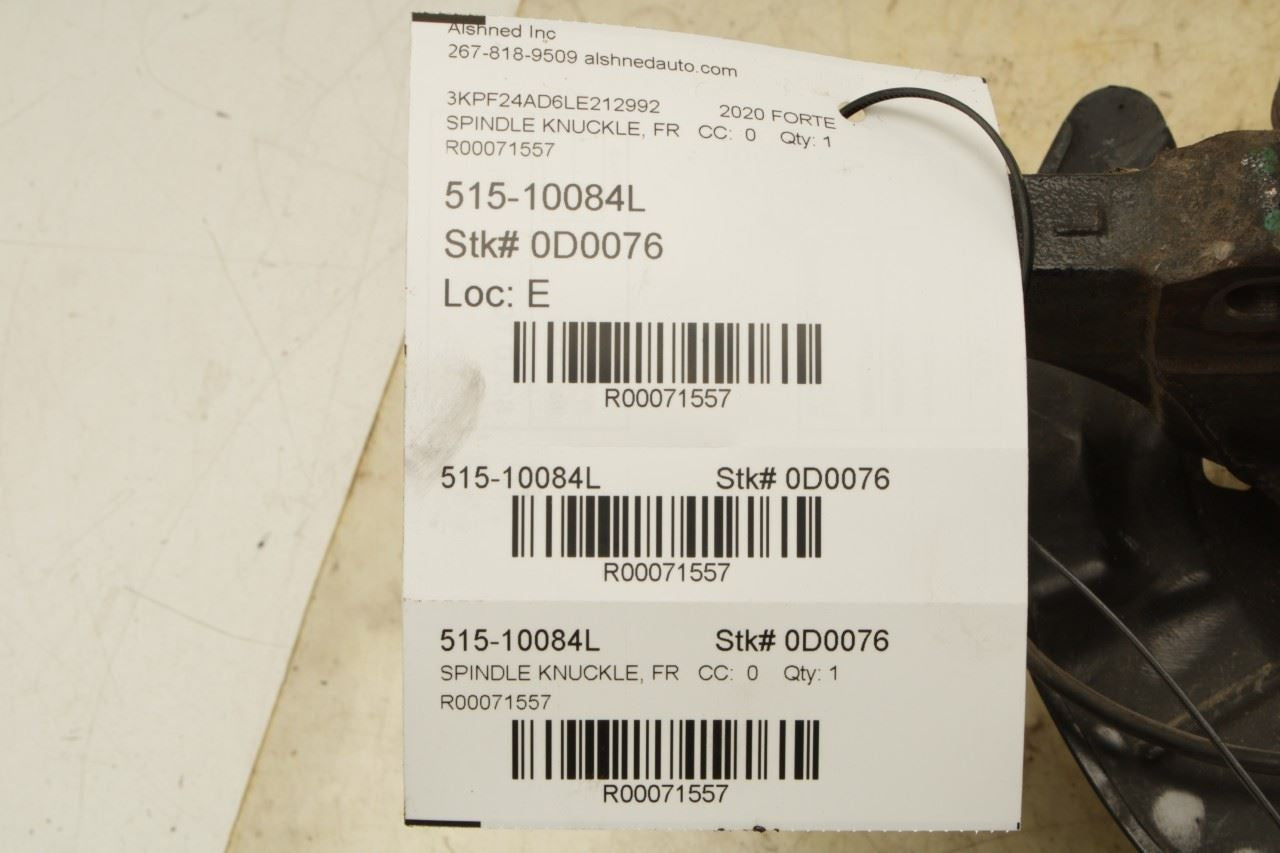 Alshned Inc
267-818-9509 alshnedauto.com
3KPF24AD6LE212992 2020 FORTE
SPINDLE KNUCKLE, FR CC: 0 Qty: 1
R00071557
515-10084L
Stk# 0D0076
Loc: E
R00071557
515-10084L Stk# 0D0076
R00071557
515-10084L Stk# 0D0076
SPINDLE KNUCKLE, FR CC: 0 Qty: 1
R00071557
R00071557